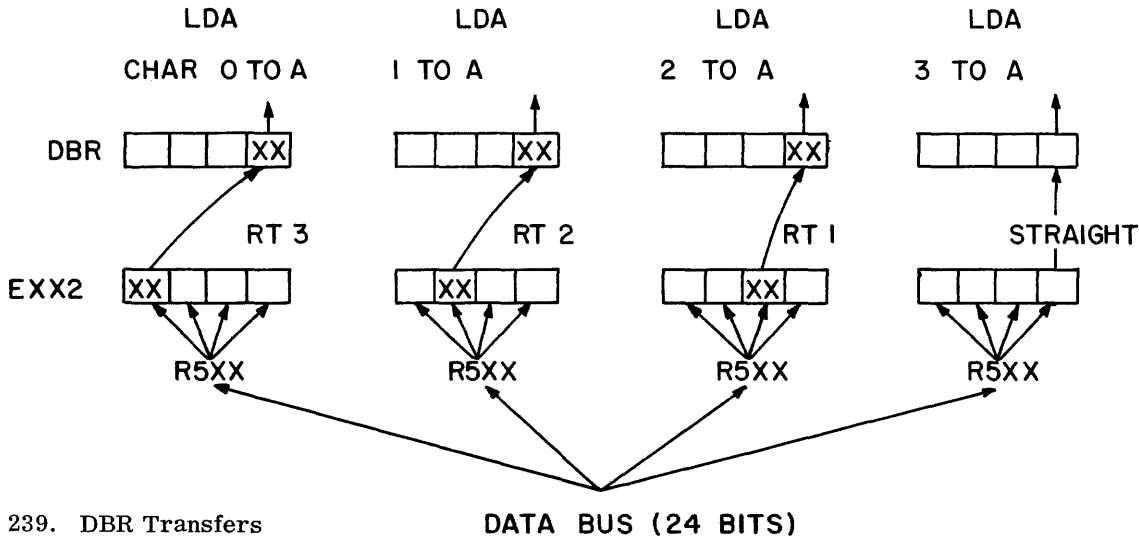 LDA LDA LDA LDA
CHAR 0 TO A 1 TO A 2 TO A 3 TO A
DBR XX XX XX
RT 3 RT 2 RT 1 STRAIGHT
EXX2 XX XX XX
R5XX R5XX R5XX R5XX
239. DBR Transfers DATA BUS (24 BITS)